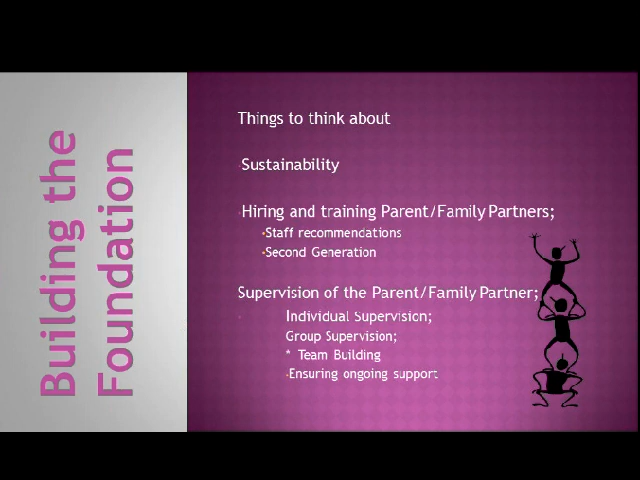 Building the
Foundation
Things to think about
Sustainability
Hiring and training Parent/Family Partners;
•Staff recommendations
•Second Generation
Supervision of the Parent/Family Partner;
Individual Supervision;
Group Supervision;
* Team Building
•Ensuring ongoing support